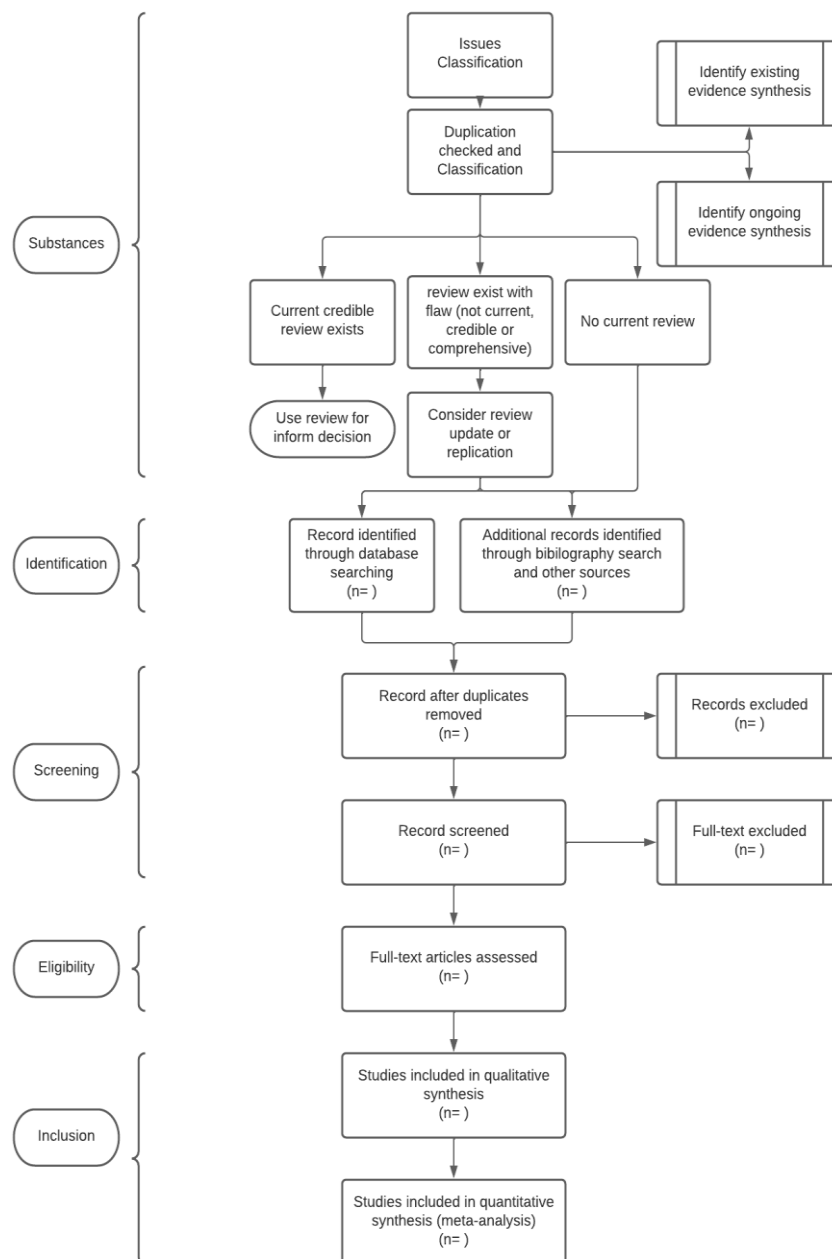 Issues
Classification
Identify existing
evidence synthesis
Duplication
checked and
Classification
Identify ongoing
evidence synthesis
Substances
Current credible
review exists
review exist with
flaw (not current,
credible or
comprehensive)
No current review
Use review for
inform decision
Consider review
update or
replication
Identification
Record identified
through database
searching
(n= )
Additional records identified
through bibilography search
and other sources
(n= )
Screening
Record after duplicates
removed
(n= )
Records excluded
(n= )
Record screened
(n= )
Full-text excluded
(n= )
Eligibility
Full-text articles assessed
(n= )
Inclusion
Studies included in qualitative
synthesis
(n= )
Studies included in quantitative
synthesis (meta-analysis)
(n= )